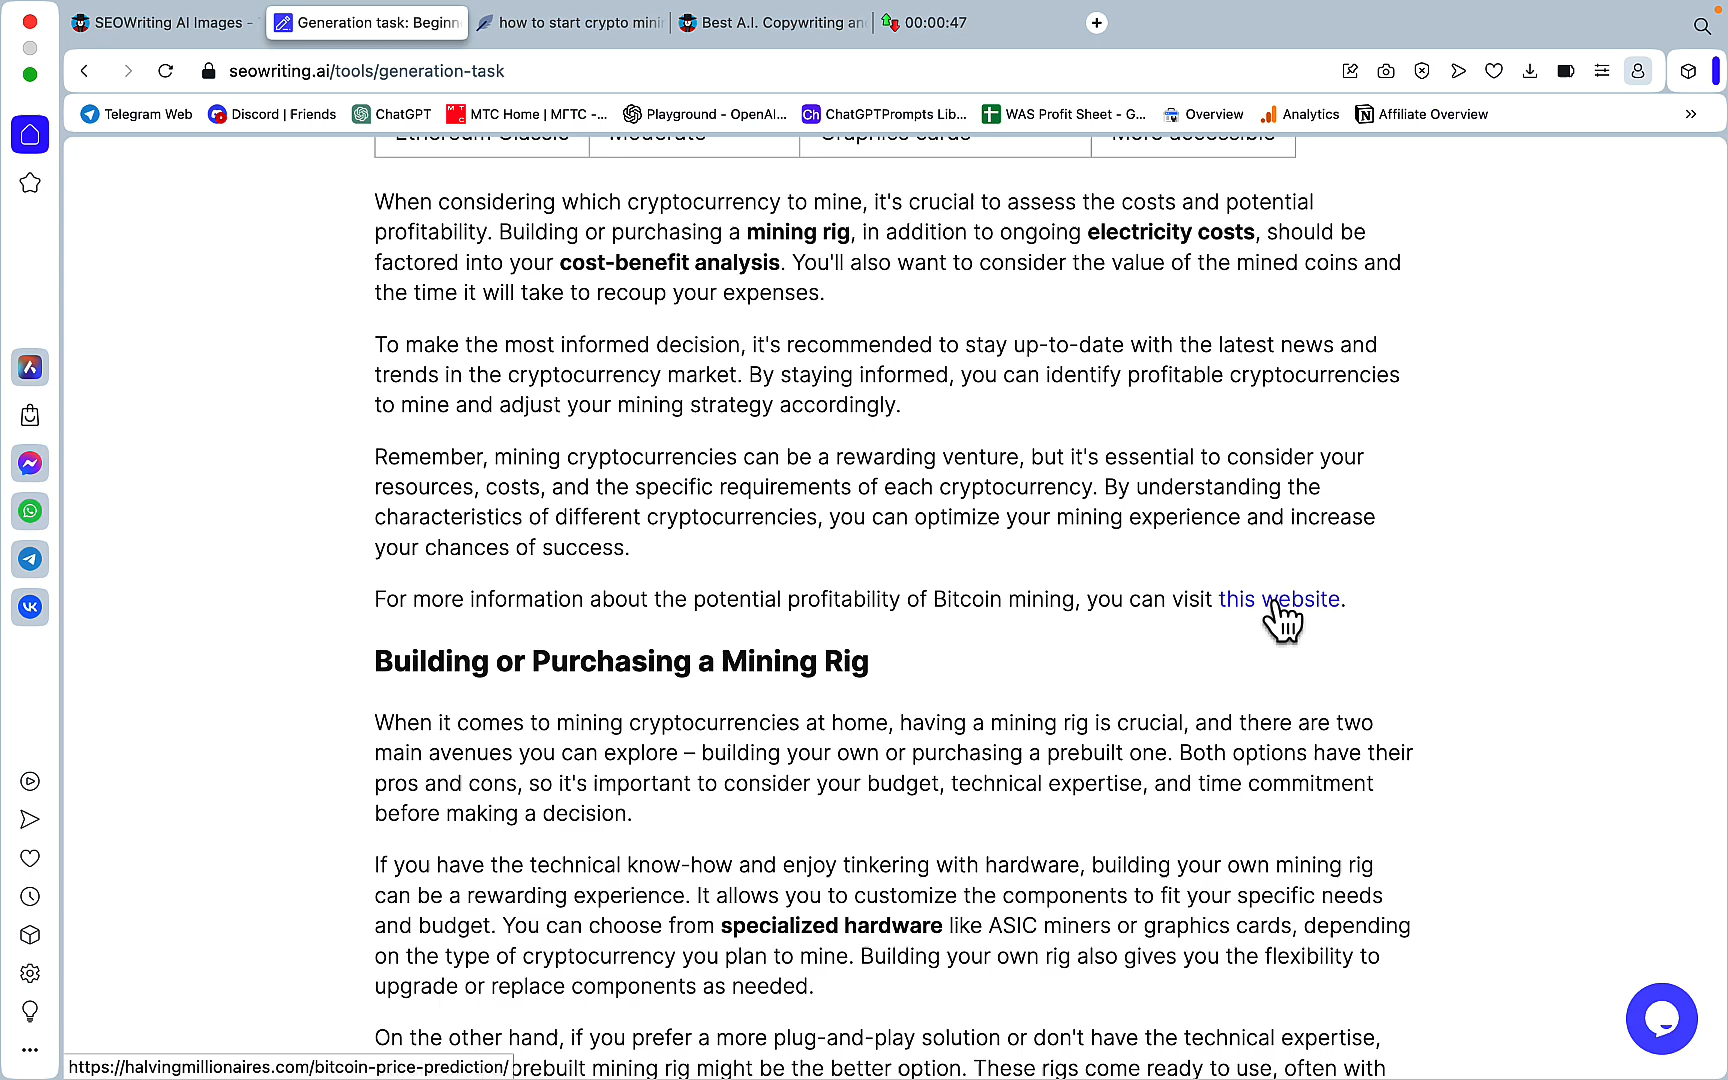 SEOWriting AI Images -
Generation task: Beginn
how to start crypto mini
Best A.I. Copywriting an
00:00:47
seowriting.ai/tools/generation-task
Telegram Web
Discord | Friends
ChatGPT
МТС Home | МГТС -...
Playground - OpenAI...
Ch
ChatGPTPrompts Lib...
WAS Profit Sheet - G...
Overview
Analytics
Affiliate Overview
Ethereum Classic Moderate Graphics cards More accessible
When considering which cryptocurrency to mine, it's crucial to assess the costs and potential
profitability. Building or purchasing a mining rig, in addition to ongoing electricity costs, should be
factored into your cost-benefit analysis. You'll also want to consider the value of the mined coins and
the time it will take to recoup your expenses.
To make the most informed decision, it's recommended to stay up-to-date with the latest news and
trends in the cryptocurrency market. By staying informed, you can identify profitable cryptocurrencies
to mine and adjust your mining strategy accordingly.
Remember, mining cryptocurrencies can be a rewarding venture, but it's essential to consider your
resources, costs, and the specific requirements of each cryptocurrency. By understanding the
characteristics of different cryptocurrencies, you can optimize your mining experience and increase
your chances of success.
For more information about the potential profitability of Bitcoin mining, you can visit this website.
Building or Purchasing a Mining Rig
When it comes to mining cryptocurrencies at home, having a mining rig is crucial, and there are two
main avenues you can explore – building your own or purchasing a prebuilt one. Both options have their
pros and cons, so it's important to consider your budget, technical expertise, and time commitment
before making a decision.
If you have the technical know-how and enjoy tinkering with hardware, building your own mining rig
can be a rewarding experience. It allows you to customize the components to fit your specific needs
and budget. You can choose from specialized hardware like ASIC miners or graphics cards, depending
on the type of cryptocurrency you plan to mine. Building your own rig also gives you the flexibility to
upgrade or replace components as needed.
On the other hand, if you prefer a more plug-and-play solution or don't have the technical expertise,
prebuilt mining rig might be the better option. These rigs come ready to use, often with
https://halvingmillionaires.com/bitcoin-price-prediction/